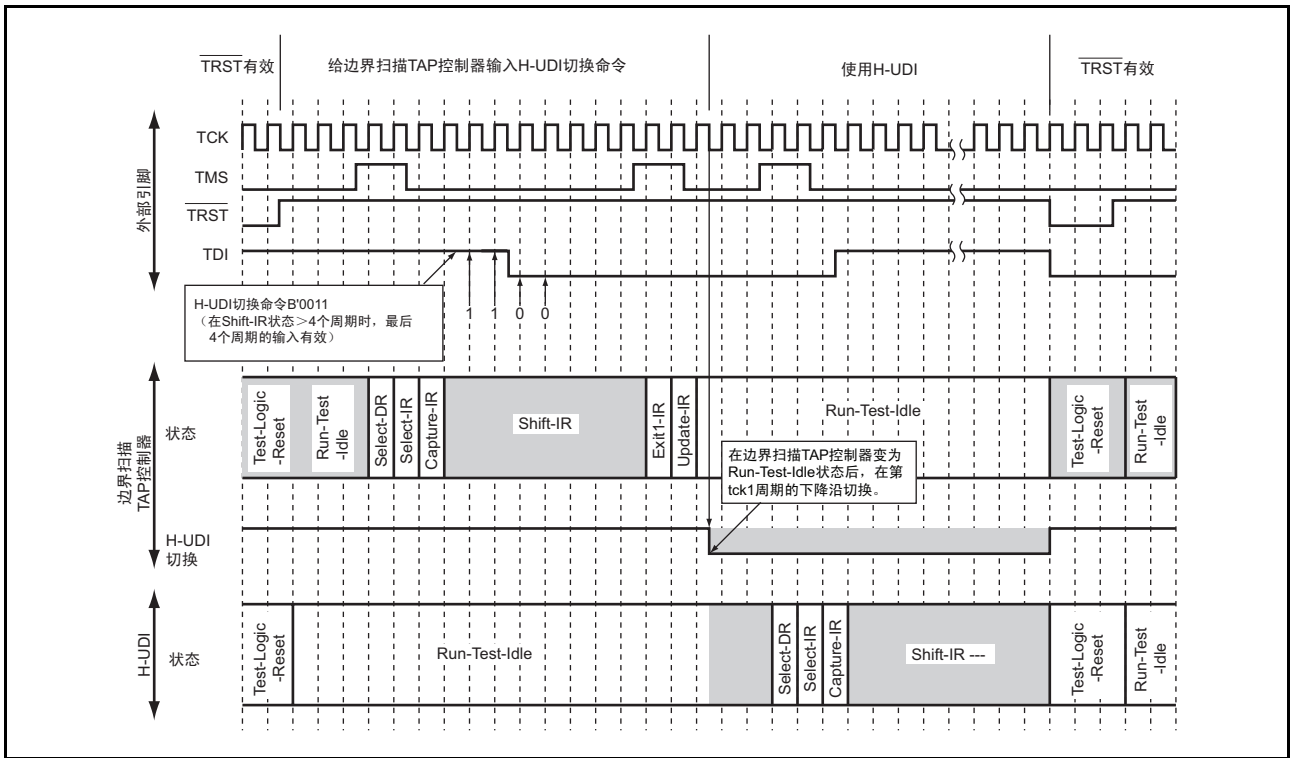 TRST有效
给边界扫描TAP控制器输入H-UDI切换命令
使用H-UDI
TRST有效
外部引脚
TCK
TMS
TRST
TDI
H-UDI切换命令B'0011
（在Shift-IR状态＞4个周期时，最后
4个周期的输入有效）
1
1
0
0
边界扫描
TAP控制器
状态
Test-Logic
-Reset
Run-Test
-Idle
Select-DR
Select-IR
Capture-IR
Shift-IR
Exit1-IR
Update-IR
Run-Test-Idle
Test-Logic
-Reset
Run-Test
-Idle
在边界扫描TAP控制器变为
Run-Test-Idle状态后，在第
tck1周期的下降沿切换。
H-UDI
切换
H-UDI
状态
Test-Logic
-Reset
Run-Test-Idle
Select-DR
Select-IR
Capture-IR
Shift-IR ---
Test-Logic
-Reset
Run-Test
-Idle